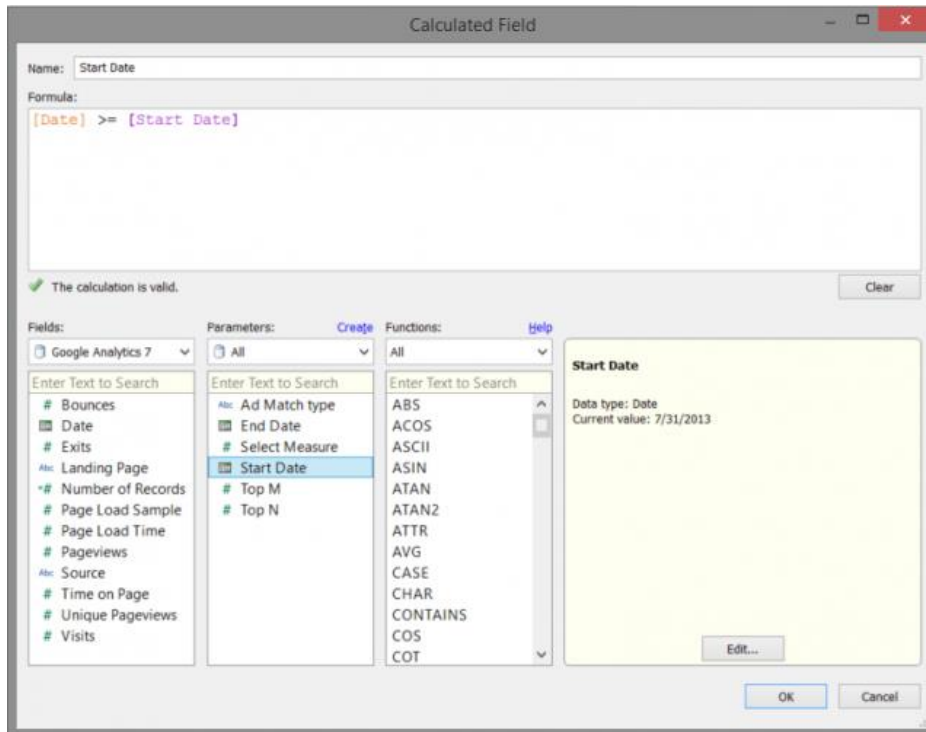 Calculated Field
Name: Start Date
Formula:
[Date] >= [Start Date]
The calculation is valid.
Clear
Fields:
Google Analytics 7
Enter Text to Search
# Bounces
Date
# Exits
Abc Landing Page
=# Number of Records
# Page Load Sample
# Page Load Time
# Pageviews
Abc Source
# Time on Page
# Unique Pageviews
# Visits
Parameters: Create
All
Enter Text to Search
Abc Ad Match type
End Date
# Select Measure
Start Date
# Top M
# Top N
Functions: Help
All
Enter Text to Search
ABS
ACOS
ASCII
ASIN
ATAN
ATAN2
ATTR
AVG
CASE
CHAR
CONTAINS
COS
COT
Start Date
Data type: Date
Current value: 7/31/2013
Edit...
OK Cancel